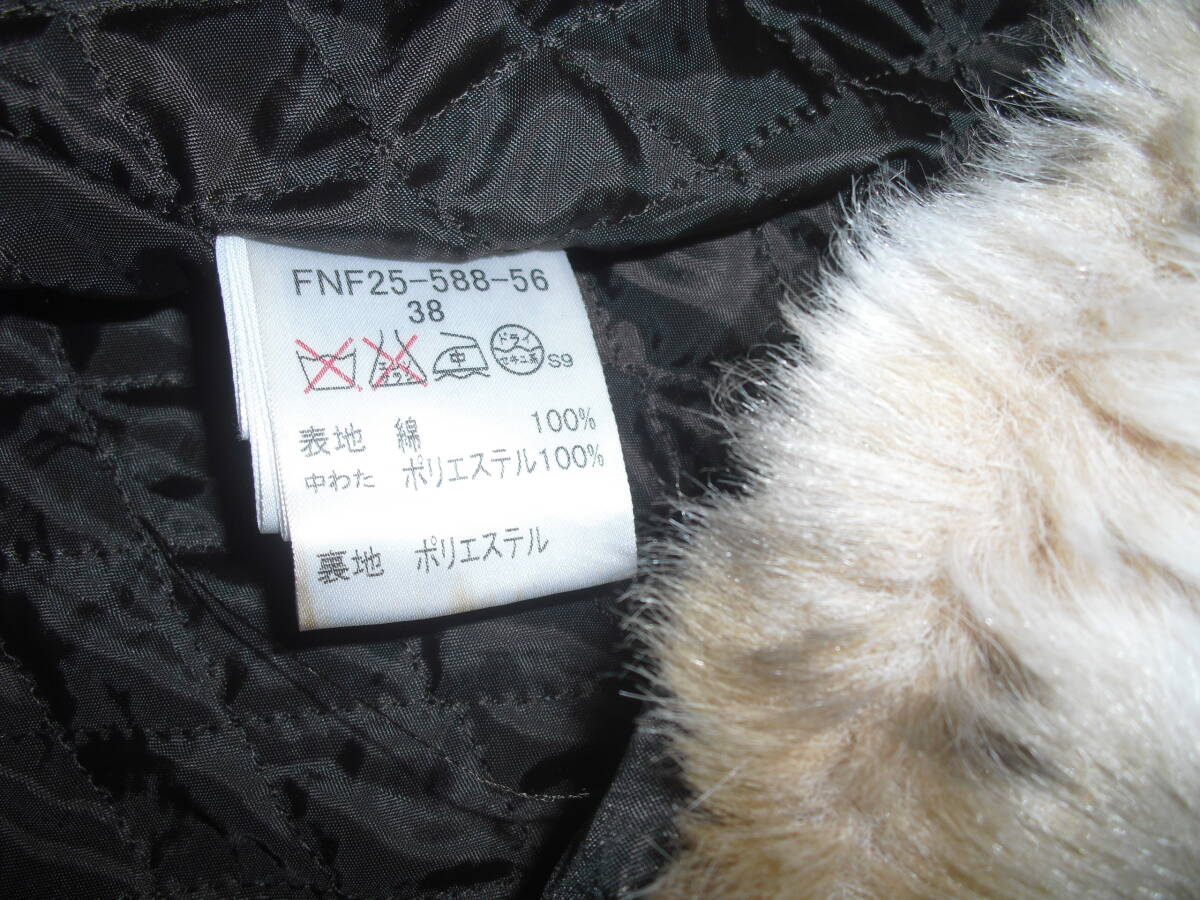 FNF25-588-56
38
中 ドライ セキユ系 S9
表地 綿 100%
中わた ポリエステル100%
裏地 ポリエステル